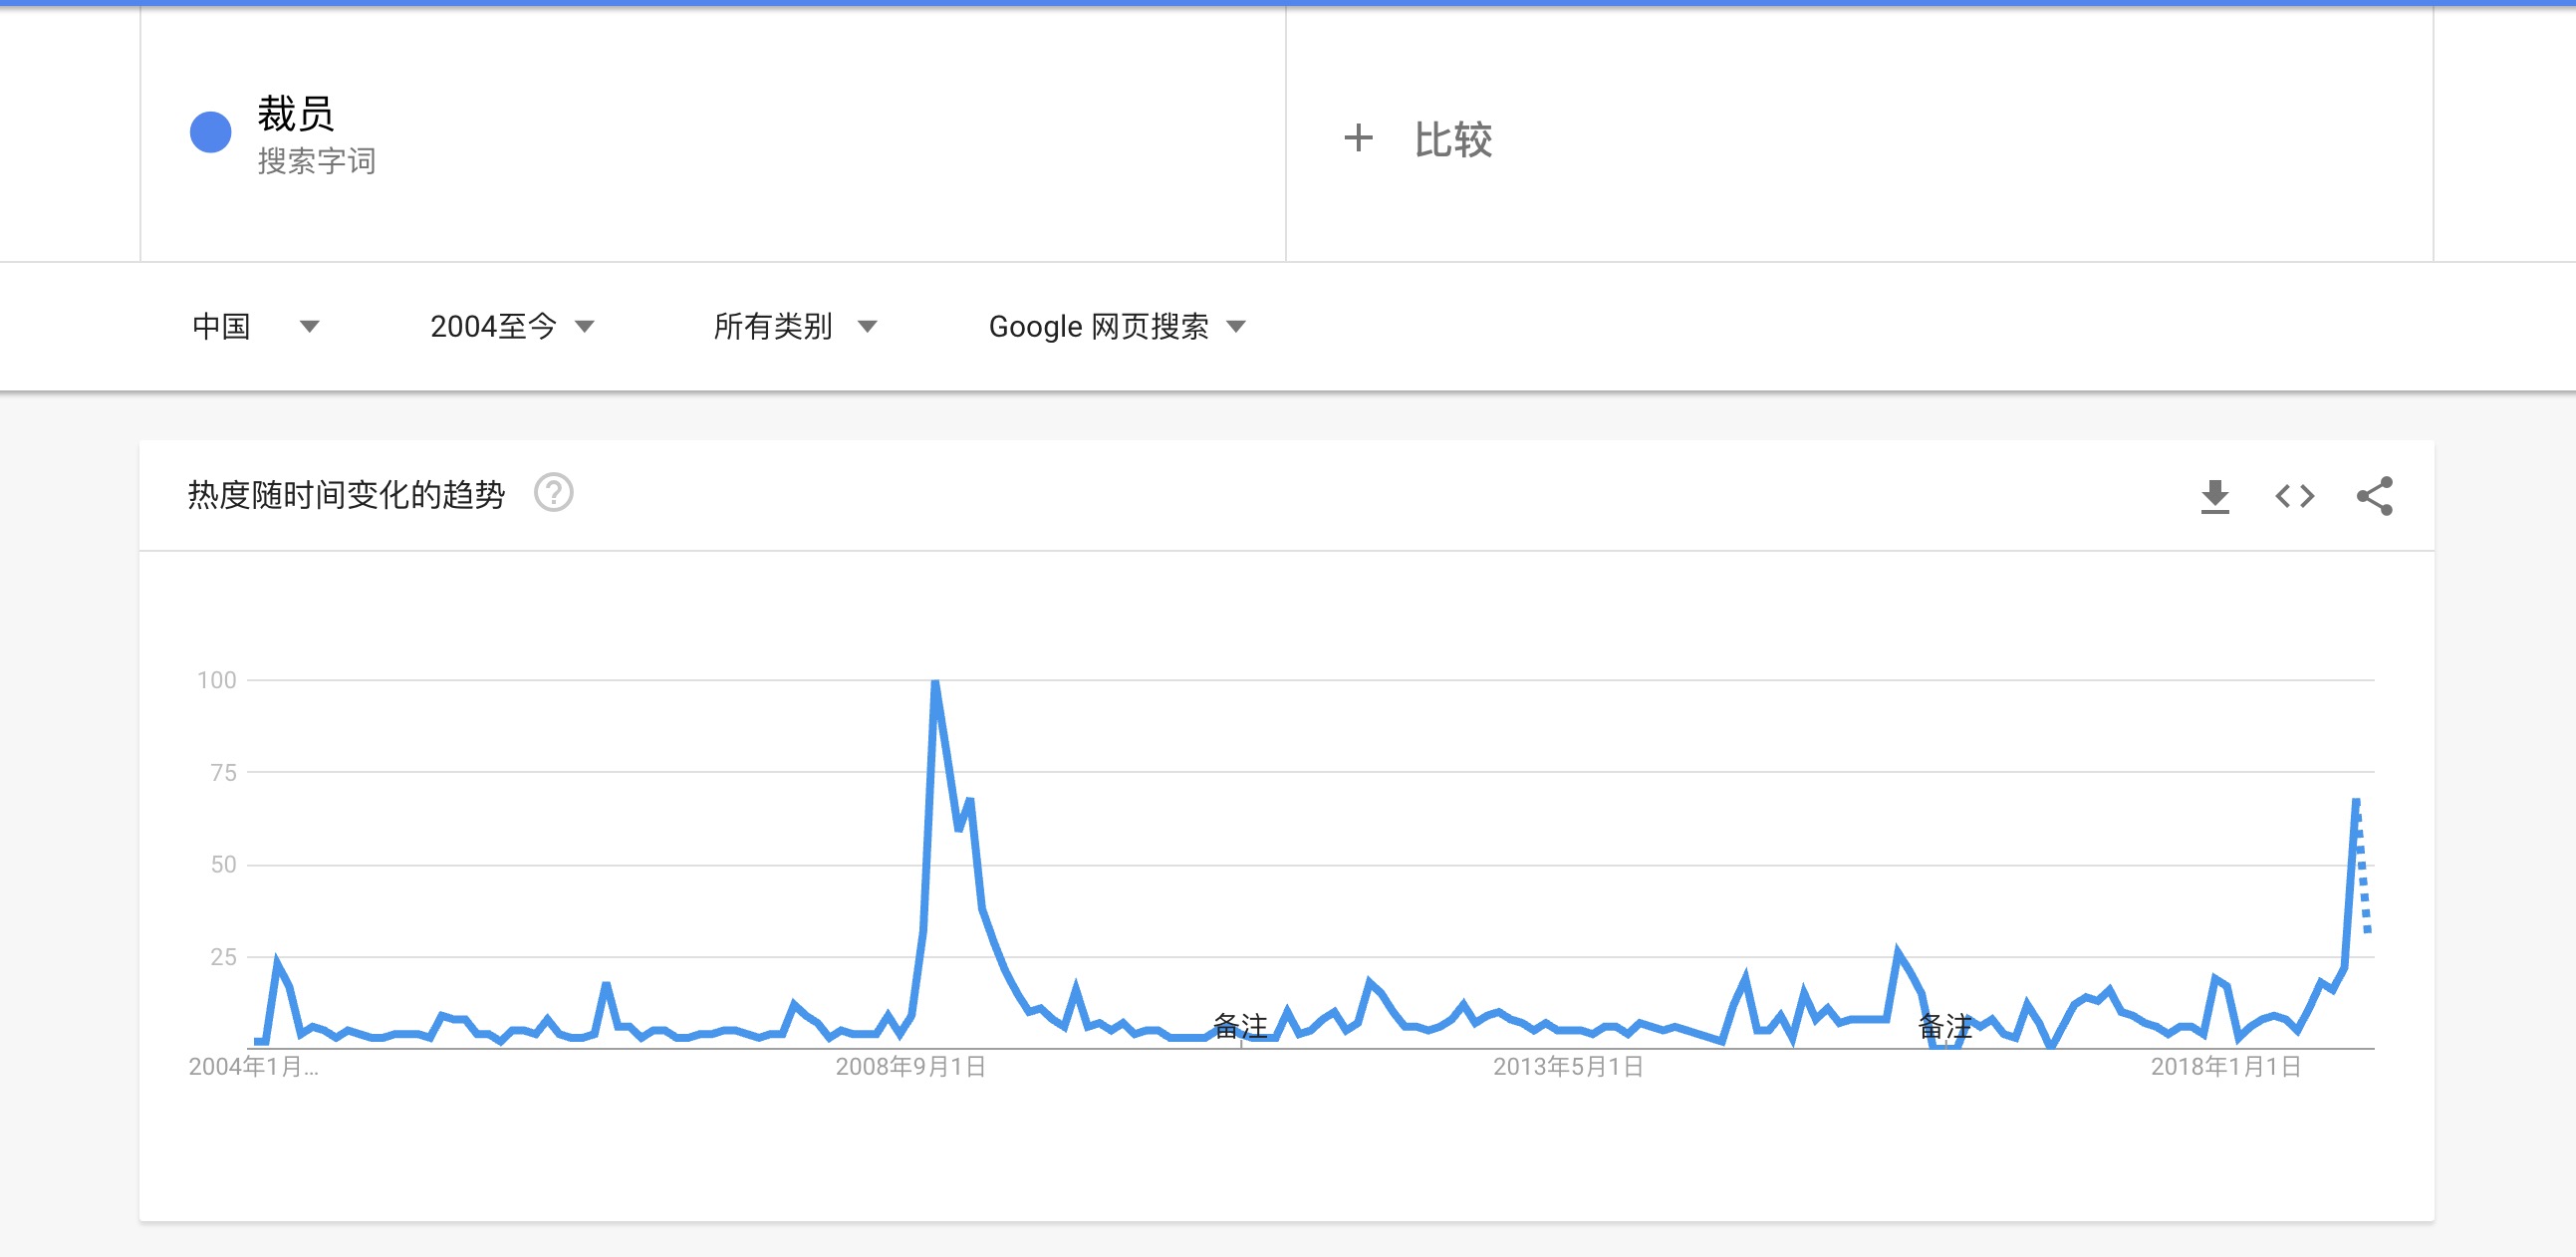 裁员
搜索字词
比较
中国
2004至今
所有类别
Google 网页搜索
热度随时间变化的趋势
100
75
50
25
备注
备注
2004年1月...
2008年9月1日
2013年5月1日
2018年1月1日